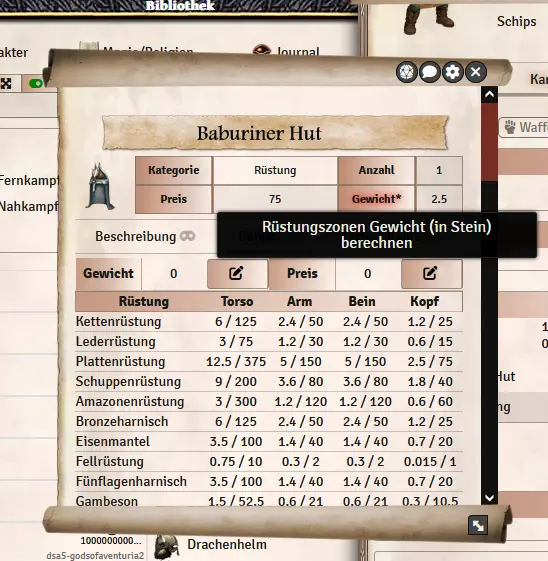 Bibliothek
Schips
akter
Magie/Religion
Journal
Kar
Baburiner Hut
Waff
Kategorie Rüstung Anzahl 1
Preis 75 Gewicht* 2.5
Fernkampf
Nahkampf
Rüstungszonen Gewicht (in Stein)
berechnen
Beschreibung
Gewicht 0 Preis 0
Rüstung Torso Arm Bein Kopf
Kettenrüstung 6 / 125 2.4 / 50 2.4 / 50 1.2 / 25
Lederrüstung 3 / 75 1.2 / 30 1.2 / 30 0.6 / 15
Plattenrüstung 12.5 / 375 5 / 150 5 / 150 2.5 / 75
Schuppenrüstung 9 / 200 3.6 / 80 3.6 / 80 1.8 / 40
Hut
Amazonenrüstung 3 / 300 1.2 / 120 1.2 / 120 0.6 / 60
ng
Bronzeharnisch 6 / 125 2.4 / 50 2.4 / 50 1.2 / 25
Eisenmantel 3.5 / 100 1.4 / 40 1.4 / 40 0.7 / 20
Fellrüstung 0.75 / 10 0.3 / 2 0.3 / 2 0.015 / 1
Fünflagenharnisch 3.5 / 100 1.4 / 40 1.4 / 40 0.7 / 20
Gambeson 1.5 / 52.5 0.6 / 21 0.6 / 21 0.3 / 10.5
1000000000...
Drachenhelm
dsa5-godsofaventuria2